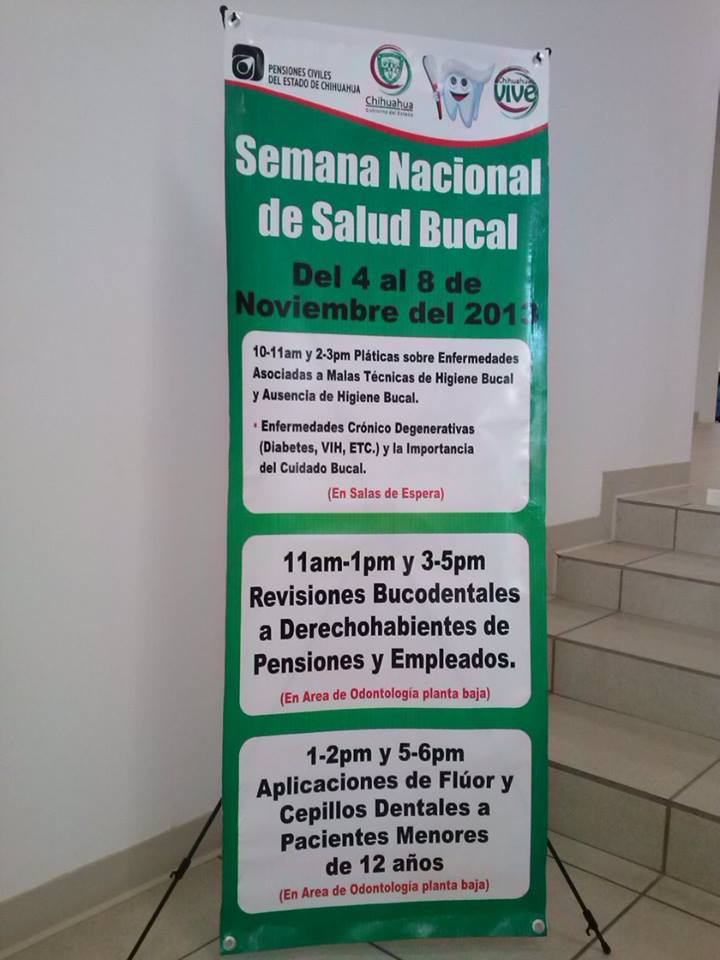 PENSIONES CIVILES
DEL ESTADO DE CHIHUAHUA
Chihuahua
Gobierno del Estado
Chihuahua
vive
Semana Nacional
de Salud Bucal
Del 4 al 8 de
Noviembre del 2013
10-11am y 2-3pm Pláticas sobre Enfermedades
Asociadas a Malas Técnicas de Higiene Bucal
y Ausencia de Higiene Bucal.
• Enfermedades Crónico Degenerativas
(Diabetes, VIH, ETC.) y la Importancia
del Cuidado Bucal.
(En Salas de Espera)
11am-1pm y 3-5pm
Revisiones Bucodentales
a Derechohabientes de
Pensiones y Empleados.
(En Area de Odontología planta baja)
1-2pm y 5-6pm
Aplicaciones de Flúor y
Cepillos Dentales a
Pacientes Menores
de 12 años
(En Area de Odontología planta baja)